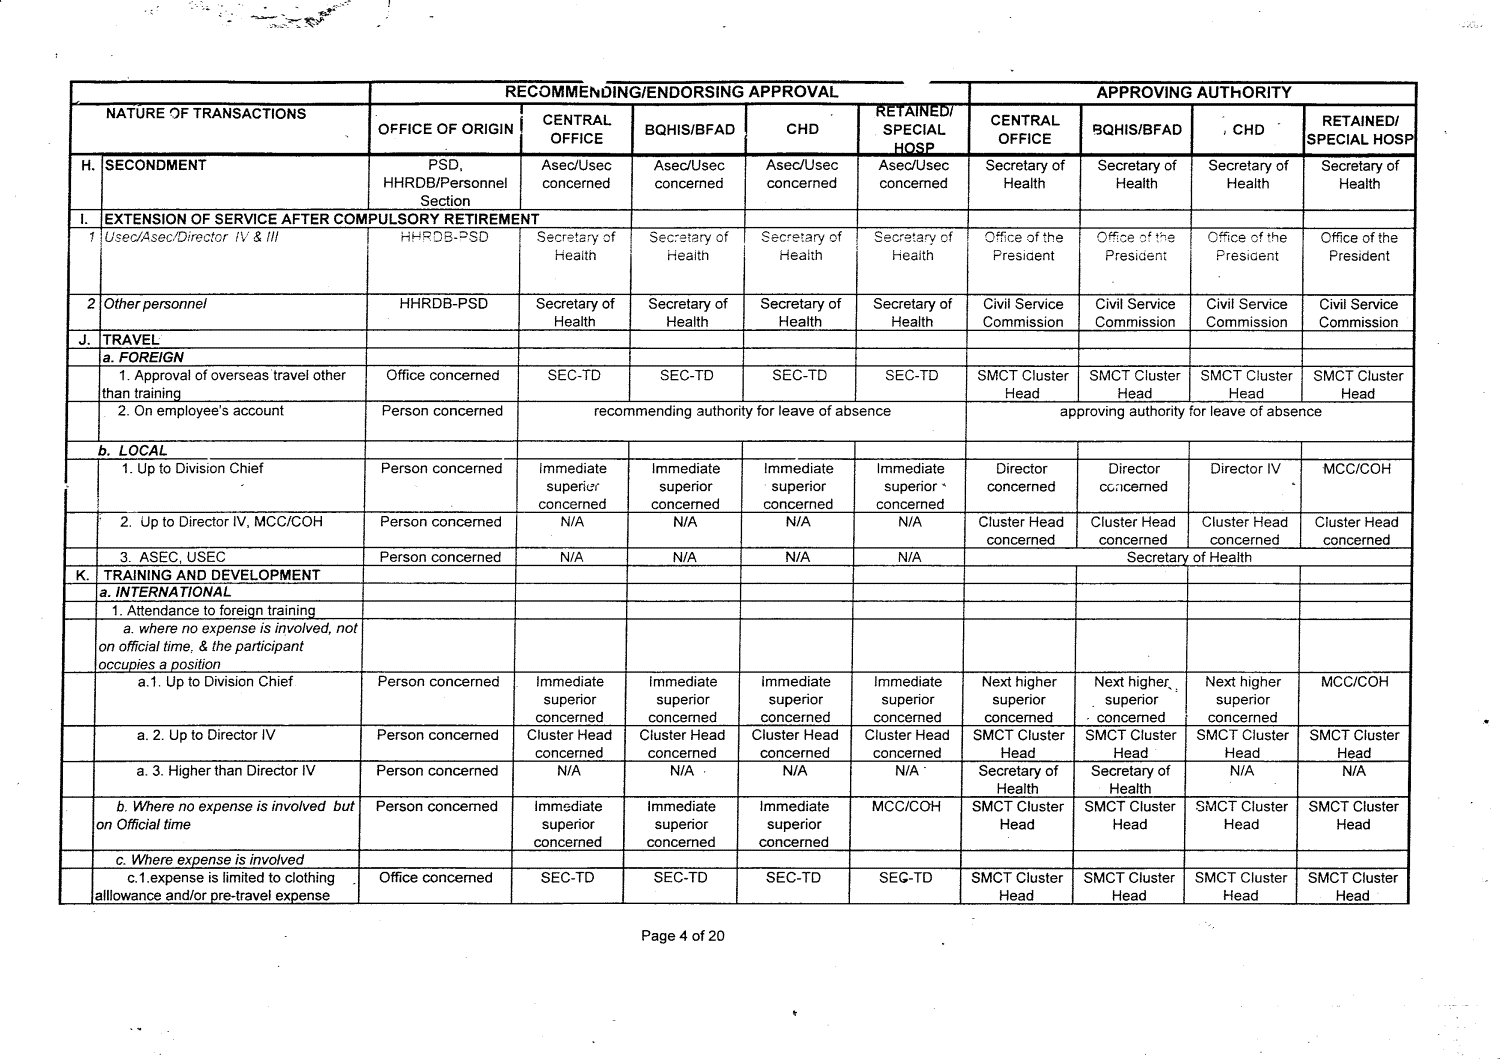 RECOMMENDING/ENDORSING APPROVAL APPROVING AUTHORITY
NATURE OF TRANSACTIONS OFFICE OF ORIGIN CENTRAL OFFICE BQHIS/BFAD CHD RETAINED/ SPECIAL HOSP CENTRAL OFFICE BQHIS/BFAD CHD RETAINED/ SPECIAL HOSP
H. SECONDMENT PSD, HHRDB/Personnel Section Asec/Usec concerned Asec/Usec concerned Asec/Usec concerned Asec/Usec concerned Secretary of Health Secretary of Health Secretary of Health Secretary of Health
I. EXTENSION OF SERVICE AFTER COMPULSORY RETIREMENT
1 Usec/Asec/Director IV & III HHRDB-PSD Secretary of Health Secretary of Health Secretary of Health Secretary of Health Office of the President Office of the President Office of the President Office of the President
2 Other personnel HHRDB-PSD Secretary of Health Secretary of Health Secretary of Health Secretary of Health Civil Service Commission Civil Service Commission Civil Service Commission Civil Service Commission
J. TRAVEL
a. FOREIGN
1. Approval of overseas travel other than training Office concerned SEC-TD SEC-TD SEC-TD SEC-TD SMCT Cluster Head SMCT Cluster Head SMCT Cluster Head SMCT Cluster Head
2. On employee's account Person concerned recommending authority for leave of absence approving authority for leave of absence
b. LOCAL
1. Up to Division Chief Person concerned Immediate superior concerned Immediate superior concerned Immediate superior concerned Immediate superior concerned Director concerned Director concerned Director IV MCC/COH
2. Up to Director IV, MCC/COH Person concerned N/A N/A N/A N/A Cluster Head concerned Cluster Head concerned Cluster Head concerned Cluster Head concerned
3. ASEC, USEC Person concerned N/A N/A N/A N/A Secretary of Health
K. TRAINING AND DEVELOPMENT
a. INTERNATIONAL
1. Attendance to foreign training
a. where no expense is involved, not on official time, & the participant occupies a position
a.1. Up to Division Chief Person concerned Immediate superior concerned Immediate superior concerned Immediate superior concerned Immediate superior concerned Next higher superior concerned Next higher superior concerned Next higher superior concerned MCC/COH
a. 2. Up to Director IV Person concerned Cluster Head concerned Cluster Head concerned Cluster Head concerned Cluster Head concerned SMCT Cluster Head SMCT Cluster Head SMCT Cluster Head SMCT Cluster Head
a. 3. Higher than Director IV Person concerned N/A N/A N/A N/A Secretary of Health Secretary of Health N/A N/A
b. Where no expense is involved but on Official time Person concerned Immediate superior concerned Immediate superior concerned Immediate superior concerned MCC/COH SMCT Cluster Head SMCT Cluster Head SMCT Cluster Head SMCT Cluster Head
c. Where expense is involved
c.1.expense is limited to clothing alllowance and/or pre-travel expense Office concerned SEC-TD SEC-TD SEC-TD SEC-TD SMCT Cluster Head SMCT Cluster Head SMCT Cluster Head SMCT Cluster Head
Page 4 of 20